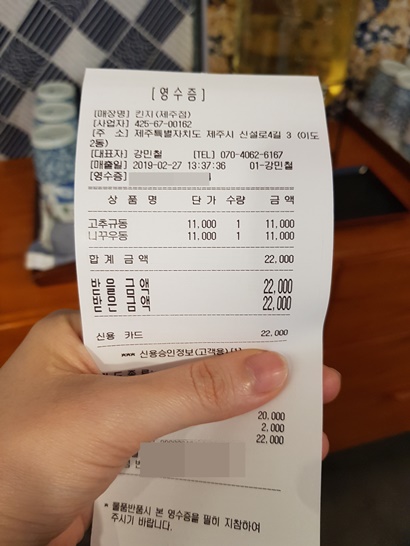 [영수증]
[매장명] 킨지(제주점)
[사업자] 425-67-00162
[주 소] 제주특별자치도 제주시 신설로4길 3 (이도
2동)
[대표자] 강민철 [TEL] 070-4062-6167
[매출일] 2019-02-27 13:37:36 01-강민철
[영수증]
상 품 명 단 가 수량 금 액
고추규동 11,000 1 11,000
니꾸우동 11,000 1 11,000
합 계 금 액 22,000
받을금액 22,000
받은금액 22,000
신용 카드 22,000
*** 신용승인정보(고객용)
20,000
2,000
22,000
* 물품반품시 본 영수증을 필히 지참하여
주시기 바랍니다.